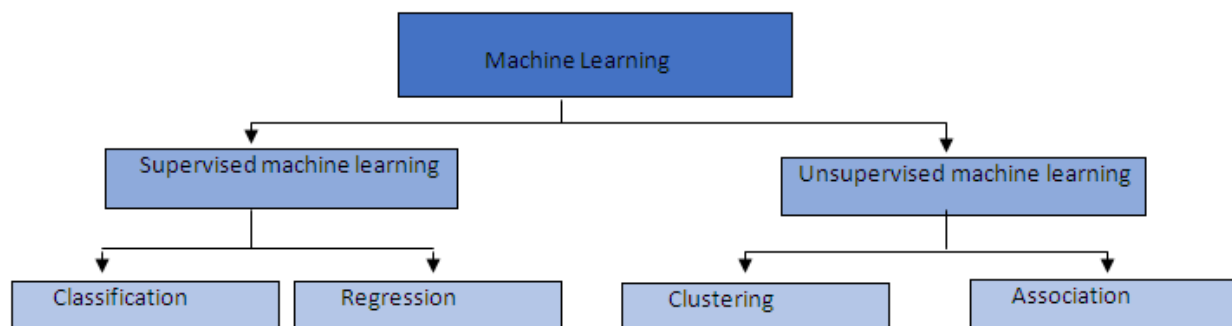 Machine Learning
Supervised machine learning
Unsupervised machine learning
Classification
Regression
Clustering
Association